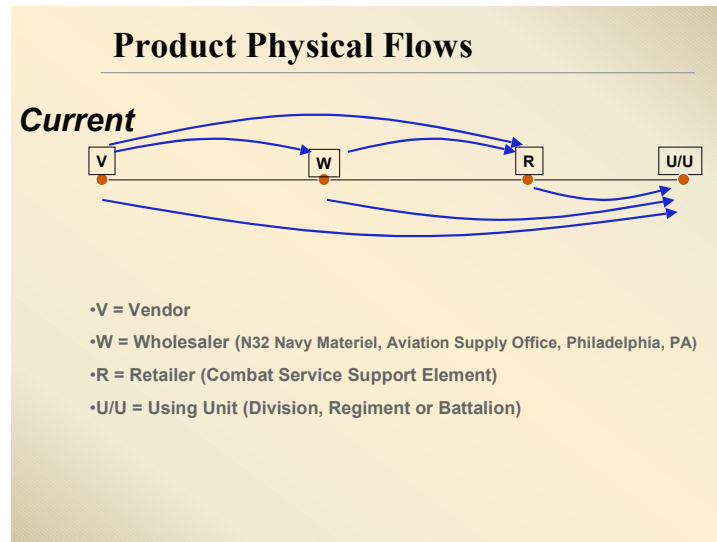 Product Physical Flows
Current
V
W
R
U/U
•V = Vendor
•W = Wholesaler (N32 Navy Materiel, Aviation Supply Office, Philadelphia, PA)
•R = Retailer (Combat Service Support Element)
•U/U = Using Unit (Division, Regiment or Battalion)